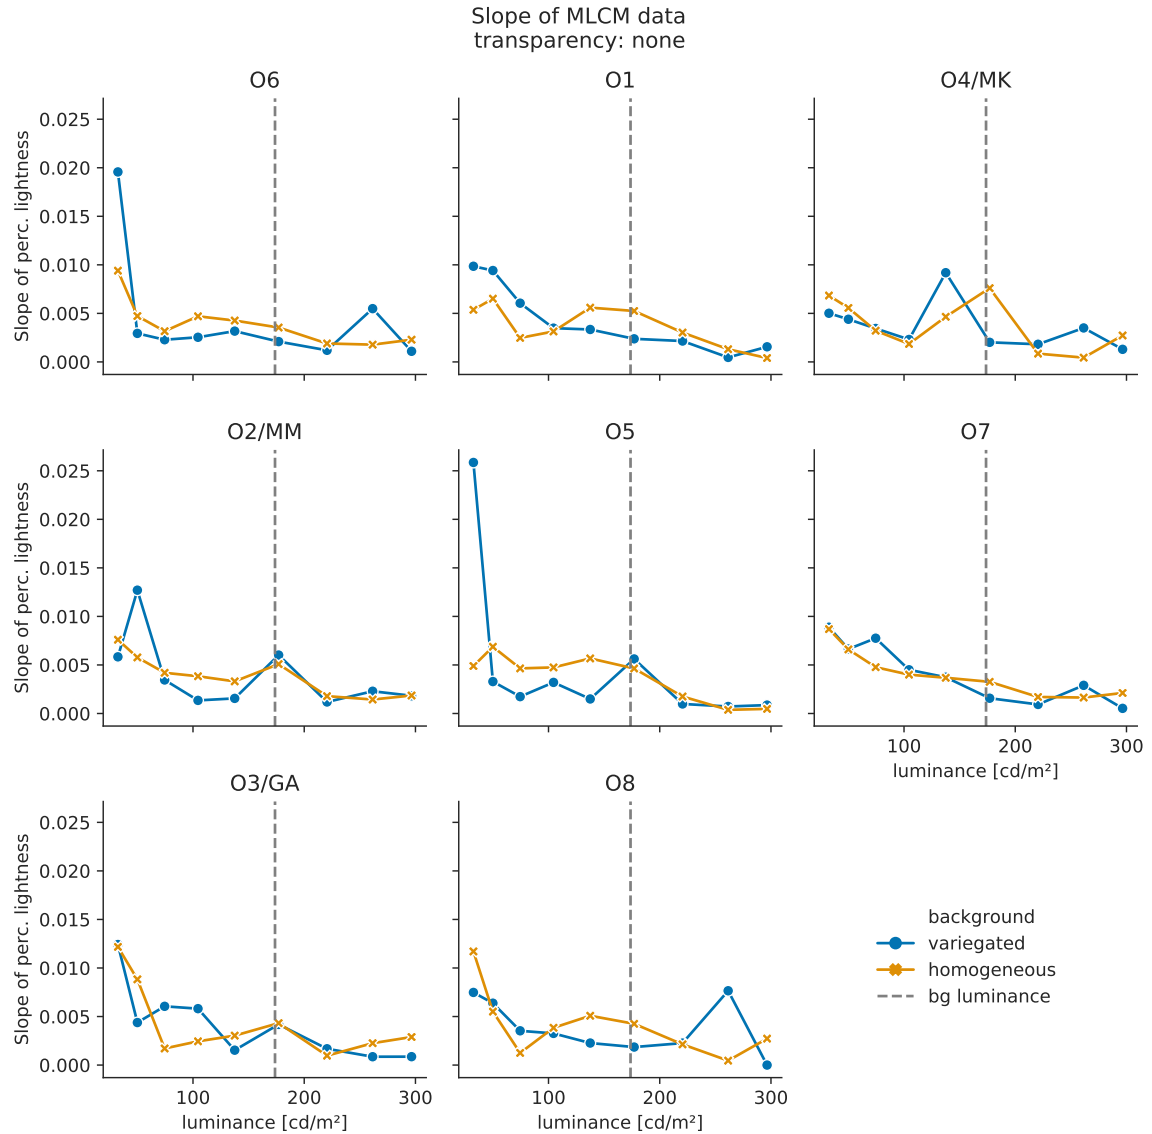 Slope of MLCM data
transparency: none
O6
O1
O4/MK
Slope of perc. lightness
0.025
0.020
0.015
0.010
0.005
0.000
O2/MM
O5
O7
Slope of perc. lightness
0.025
0.020
0.015
0.010
0.005
0.000
100
200
300
luminance [cd/m²]
O3/GA
O8
Slope of perc. lightness
0.025
0.020
0.015
0.010
0.005
0.000
100
200
300
luminance [cd/m²]
100
200
300
luminance [cd/m²]
background
variegated
homogeneous
bg luminance